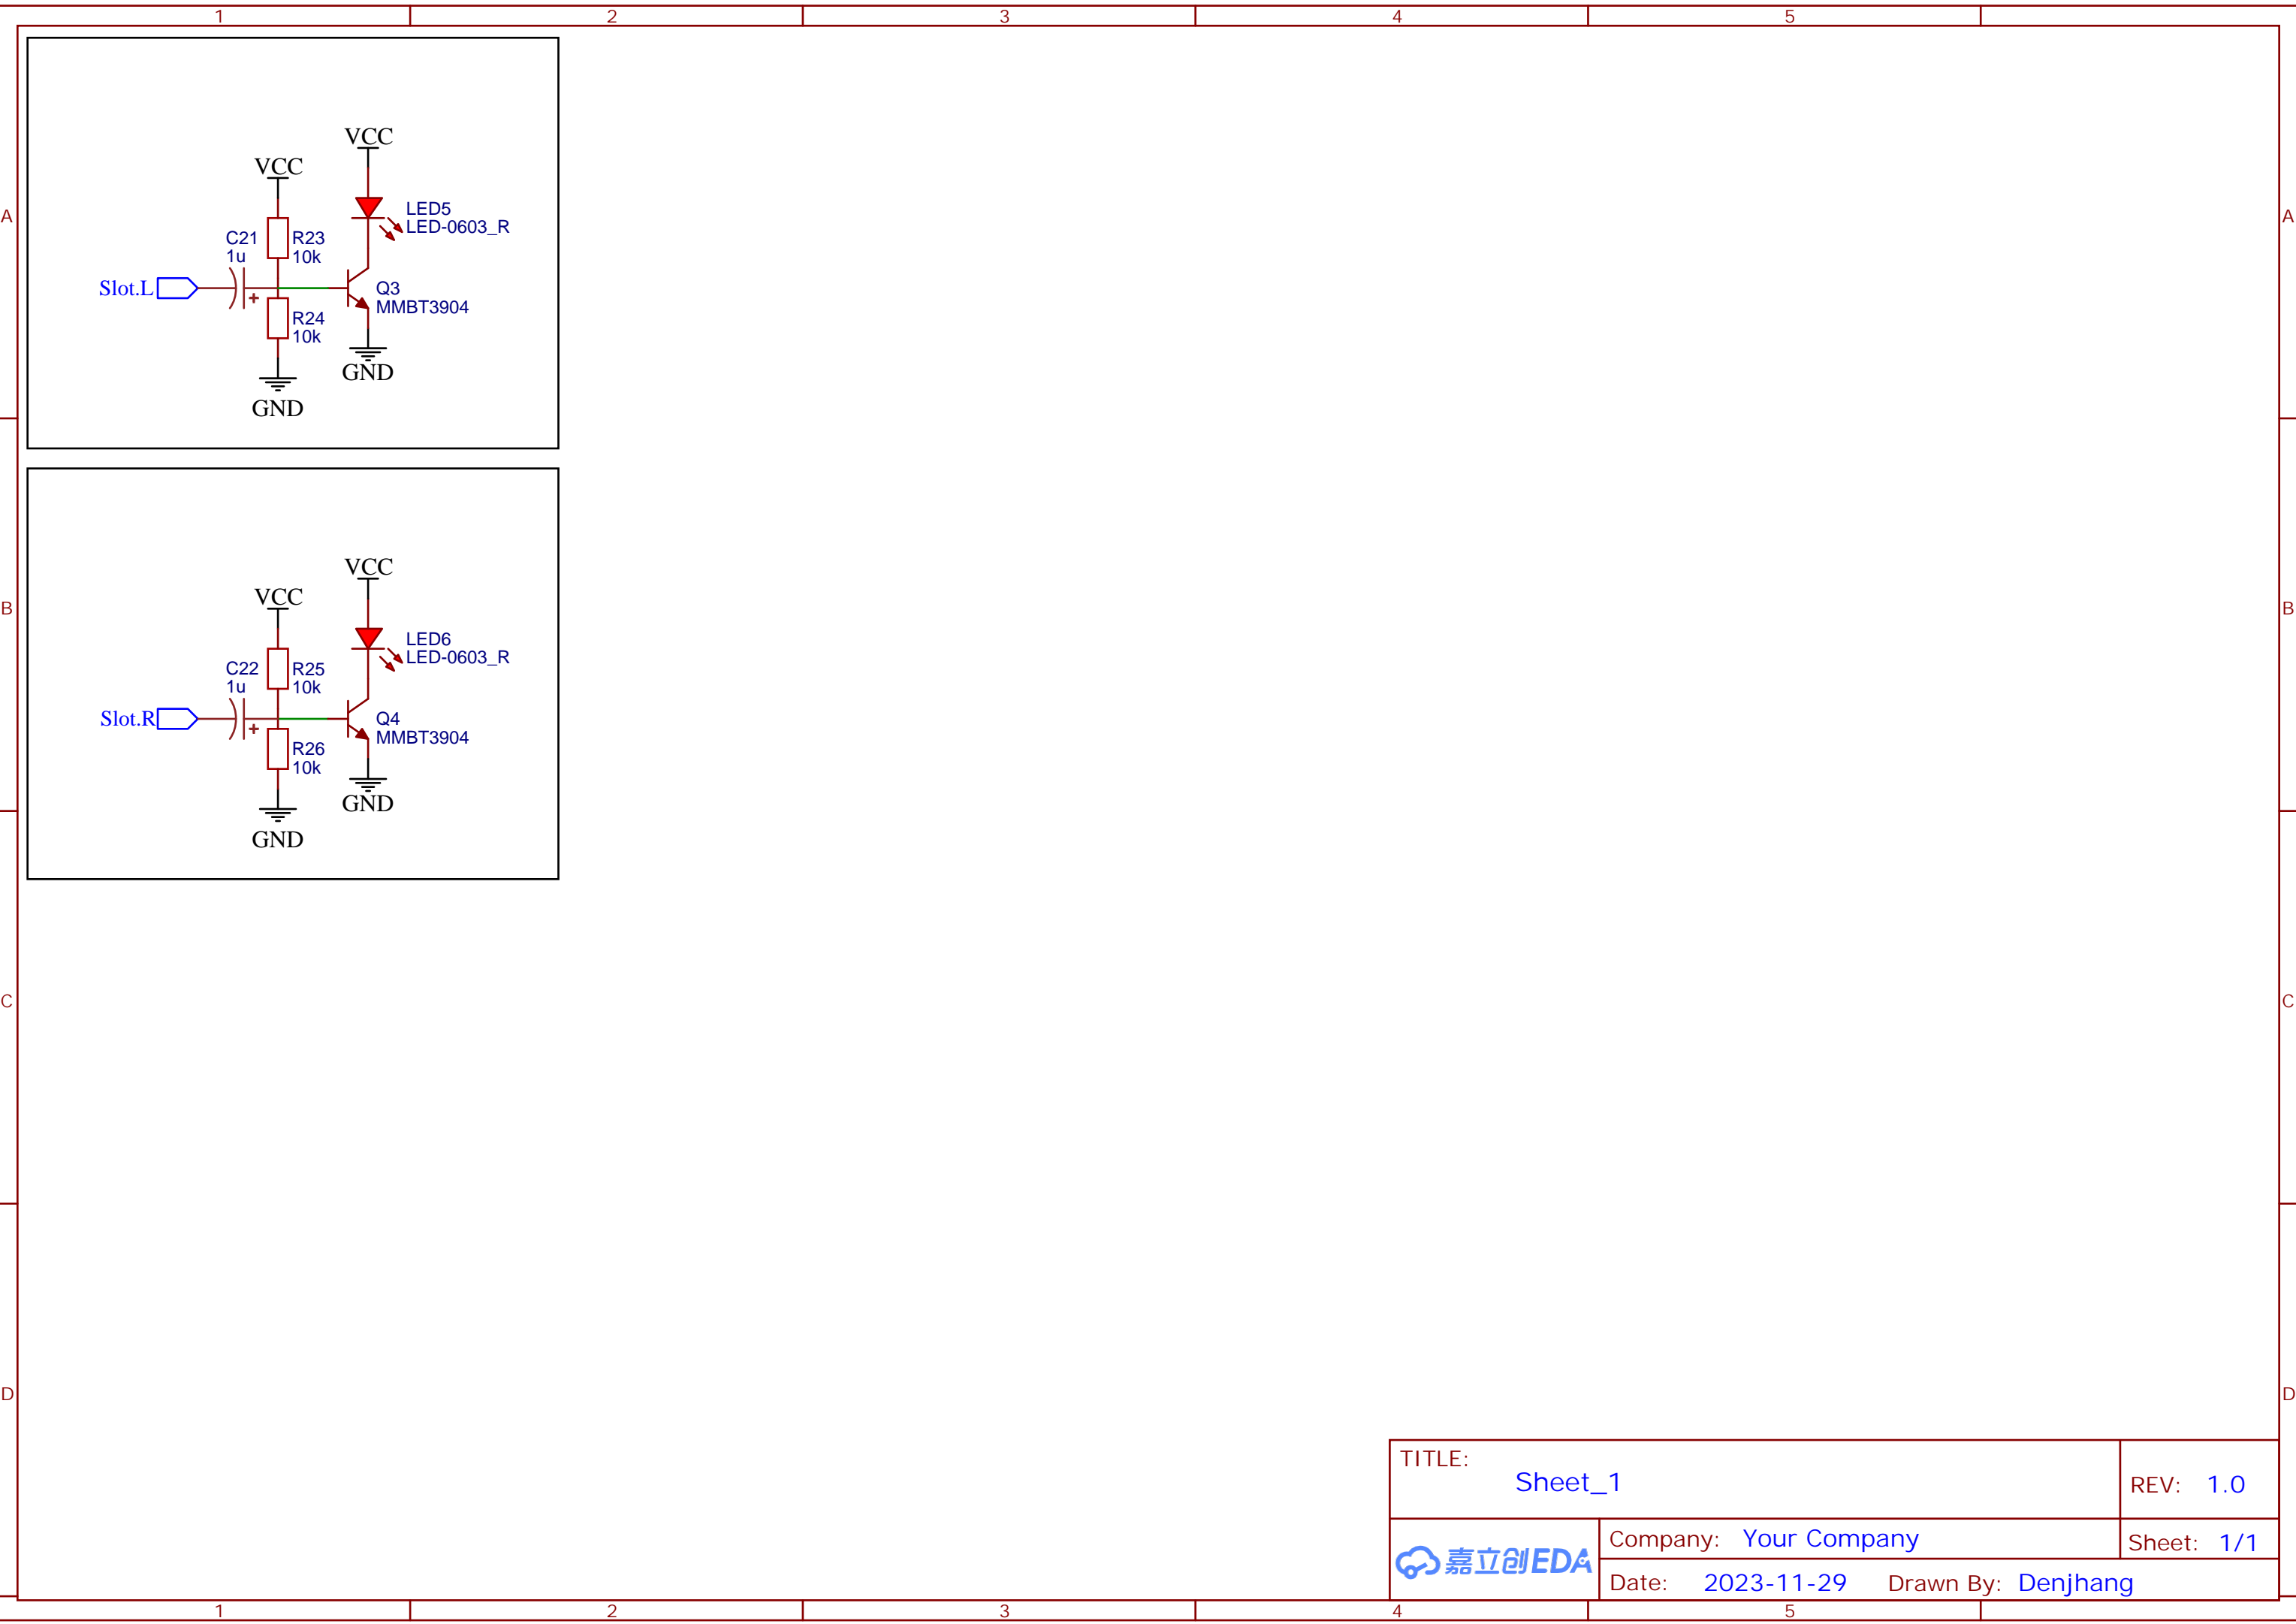 1 2 3 4 5
A A
VCC
VCC
LED5
LED-0603_R
C21
1u
R23
10k
Slot.L
Q3
MMBT3904
R24
10k
GND
GND
B B
VCC
VCC
LED6
LED-0603_R
C22
1u
R25
10k
Slot.R
Q4
MMBT3904
R26
10k
GND
GND
C C
D D
TITLE:
Sheet_1
REV: 1.0
嘉立创EDA
Company: Your Company
Sheet: 1/1
Date: 2023-11-29 Drawn By: Denjhang
1 2 3 4 5